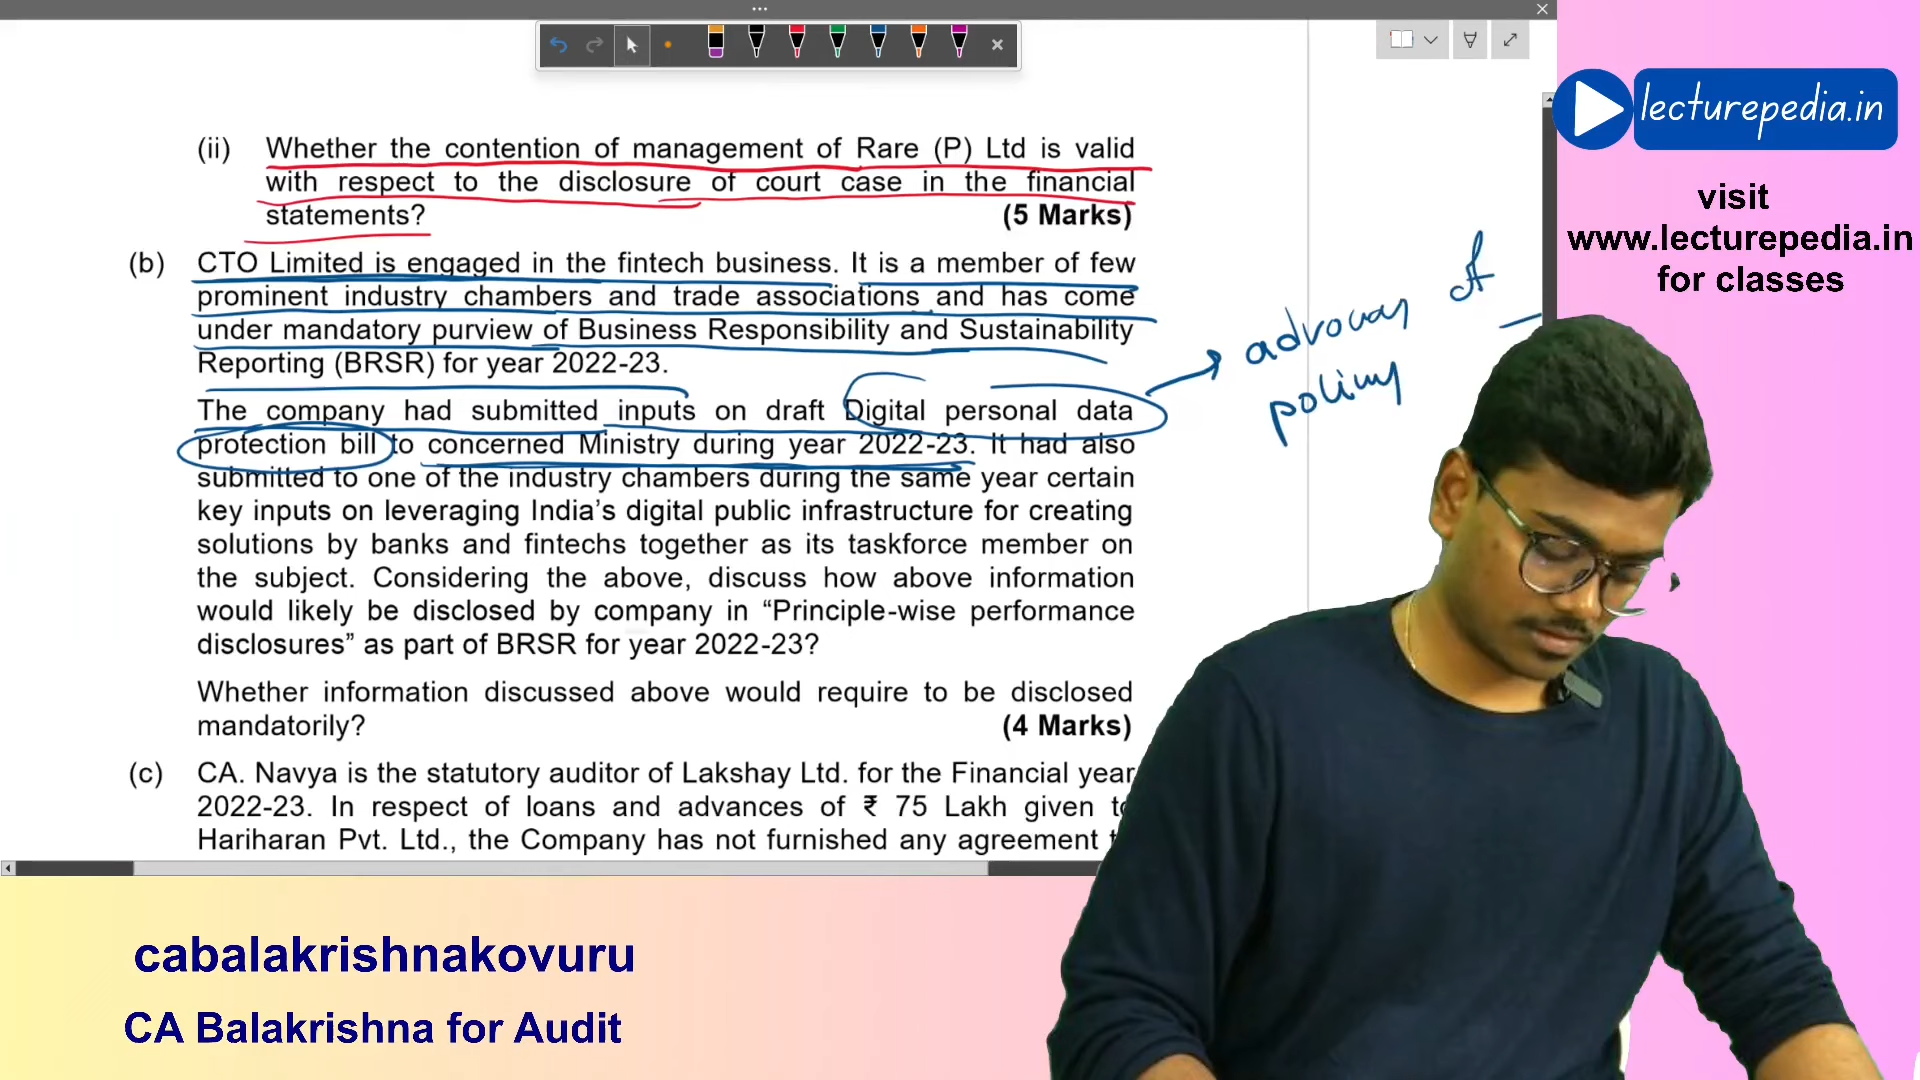 lecturepedia.in
visit
www.lecturepedia.in
for classes
(ii) Whether the contention of management of Rare (P) Ltd is valid
with respect to the disclosure of court case in the financial
statements? (5 Marks)
(b) CTO Limited is engaged in the fintech business. It is a member of few
prominent industry chambers and trade associations and has come
under mandatory purview of Business Responsibility and Sustainability
Reporting (BRSR) for year 2022-23.
The company had submitted inputs on draft Digital personal data
protection bill to concerned Ministry during year 2022-23. It had also
submitted to one of the industry chambers during the same year certain
key inputs on leveraging India’s digital public infrastructure for creating
solutions by banks and fintechs together as its taskforce member on
the subject. Considering the above, discuss how above information
would likely be disclosed by company in “Principle-wise performance
disclosures” as part of BRSR for year 2022-23?
Whether information discussed above would require to be disclosed
mandatorily? (4 Marks)
(c) CA. Navya is the statutory auditor of Lakshay Ltd. for the Financial year
2022-23. In respect of loans and advances of ₹ 75 Lakh given
Hariharan Pvt. Ltd., the Company has not furnished any agreement
policy
cabalakrishnakovuru
CA Balakrishna for Audit